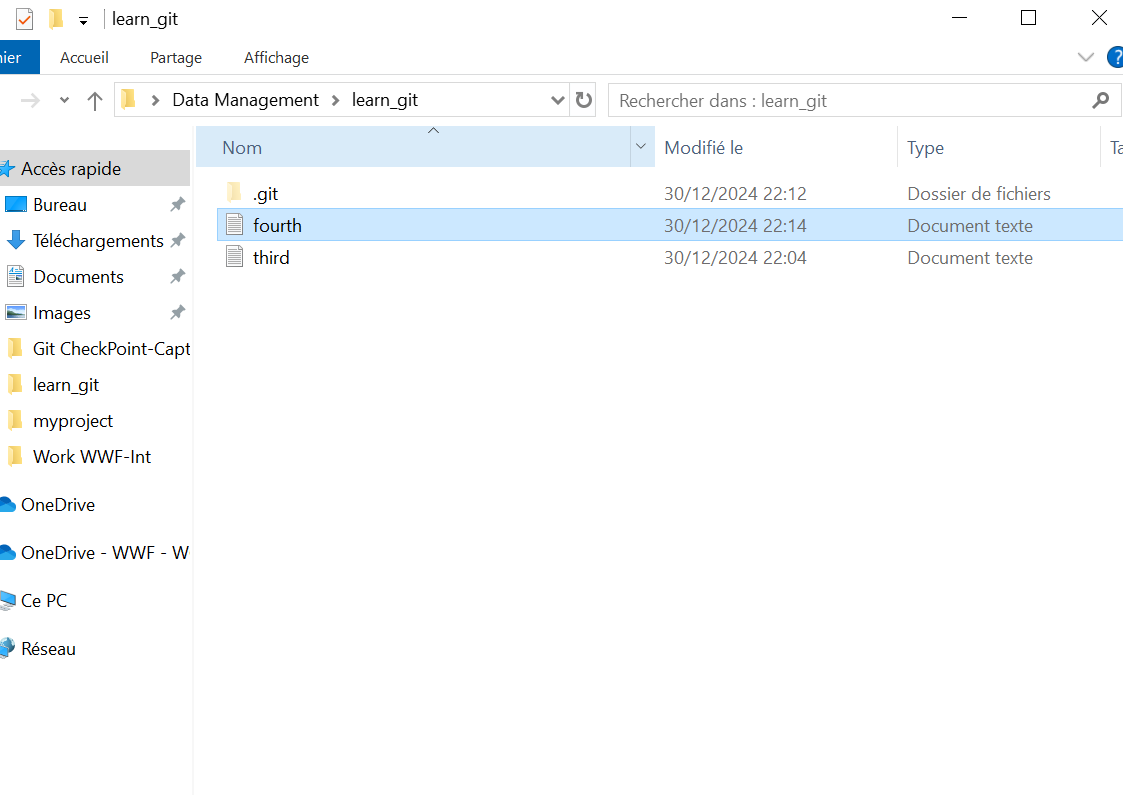 learn_git
ier Accueil Partage Affichage ?
Data Management learn_git Rechercher dans : learn_git
Nom Modifié le Type Ta
Accès rapide
Bureau
Téléchargements
Documents
Images
Git CheckPoint-Capt
learn_git
myproject
Work WWF-Int
OneDrive
OneDrive - WWF - W
Ce PC
Réseau
.git 30/12/2024 22:12 Dossier de fichiers
fourth 30/12/2024 22:14 Document texte
third 30/12/2024 22:04 Document texte